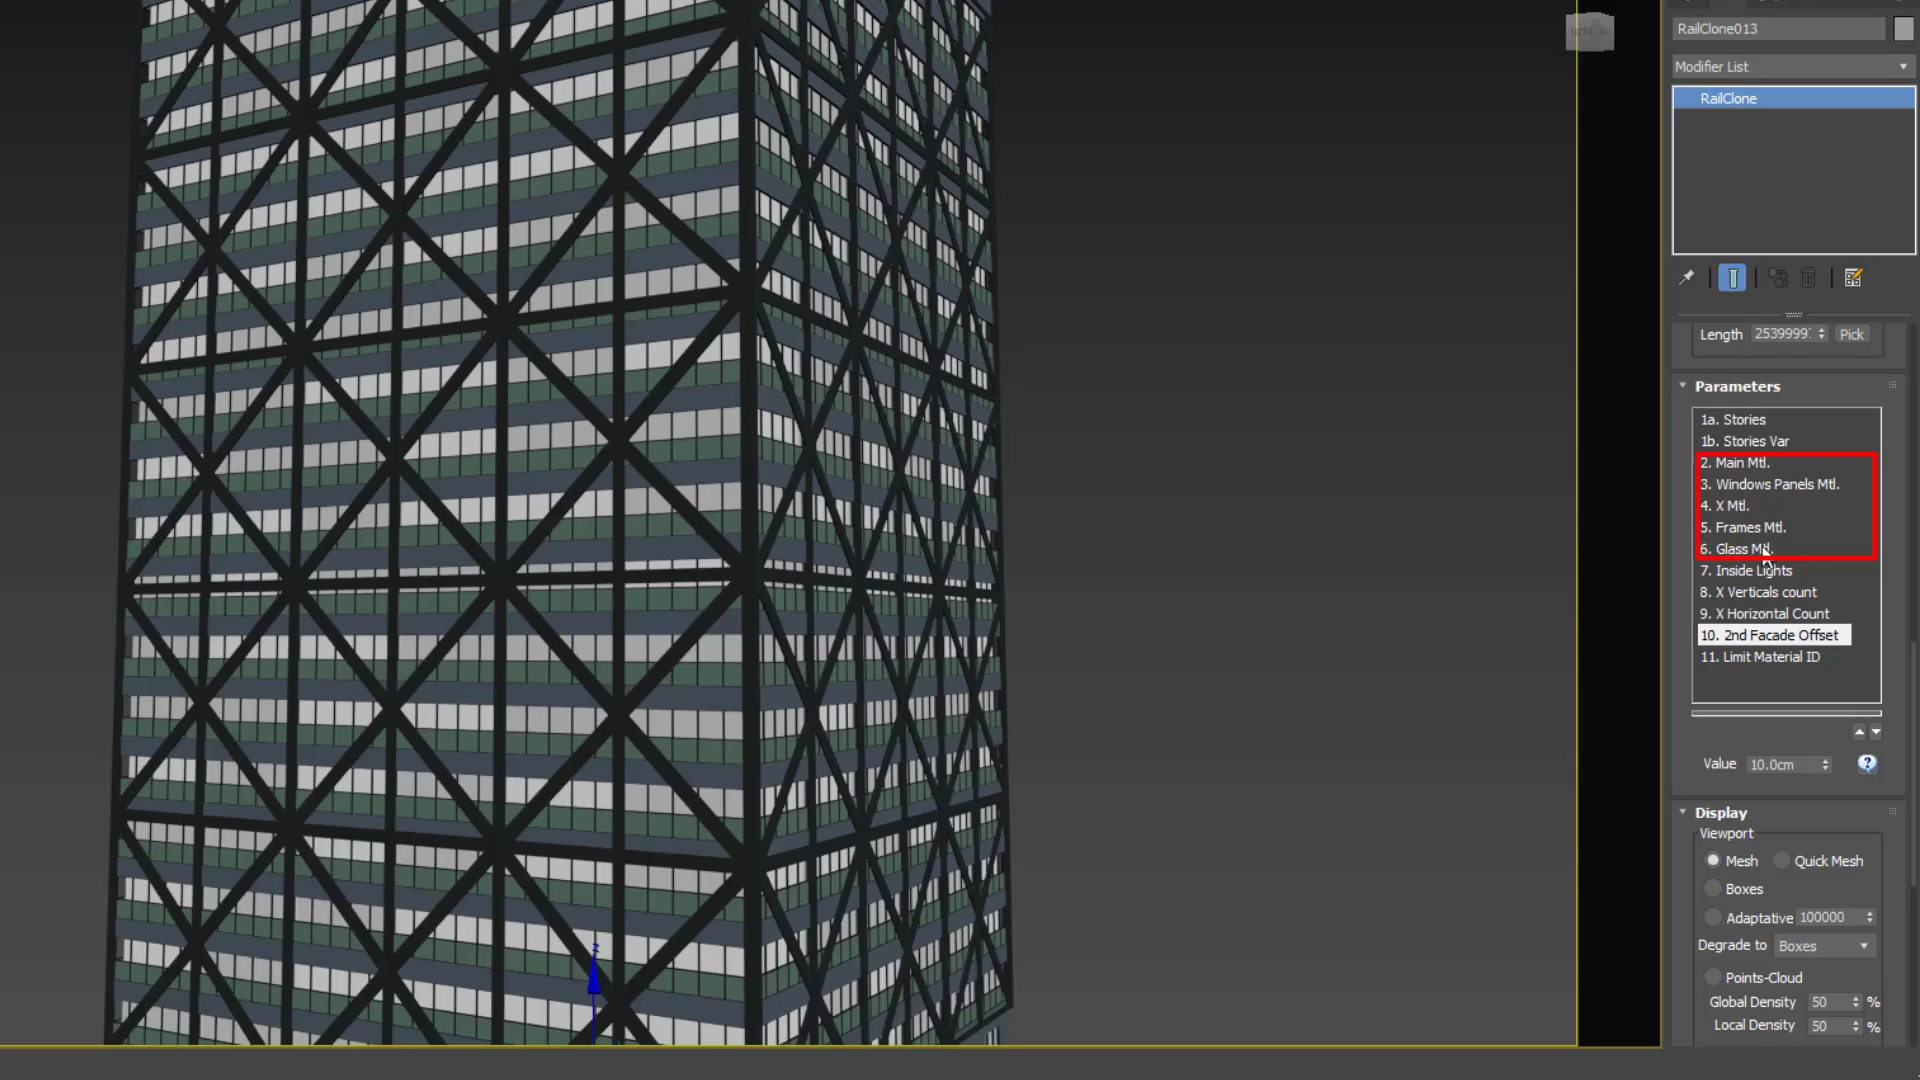 RailClone013
Modifier List
RailClone
Length 2539999: Pick
Parameters
1a. Stories
1b. Stories Var
2. Main Mtl.
3. Windows Panels Mtl.
4. X Mtl.
5. Frames Mtl.
6. Glass Mtl.
7. Inside Lights
8. X Verticals count
9. X Horizontal Count
10. 2nd Facade Offset
11. Limit Material ID
Value 10.0cm ?
Display
Viewport
Mesh Quick Mesh
Boxes
Adaptative 100000
Degrade to Boxes
Points-Cloud
Global Density 50 %
Local Density 50 %
z